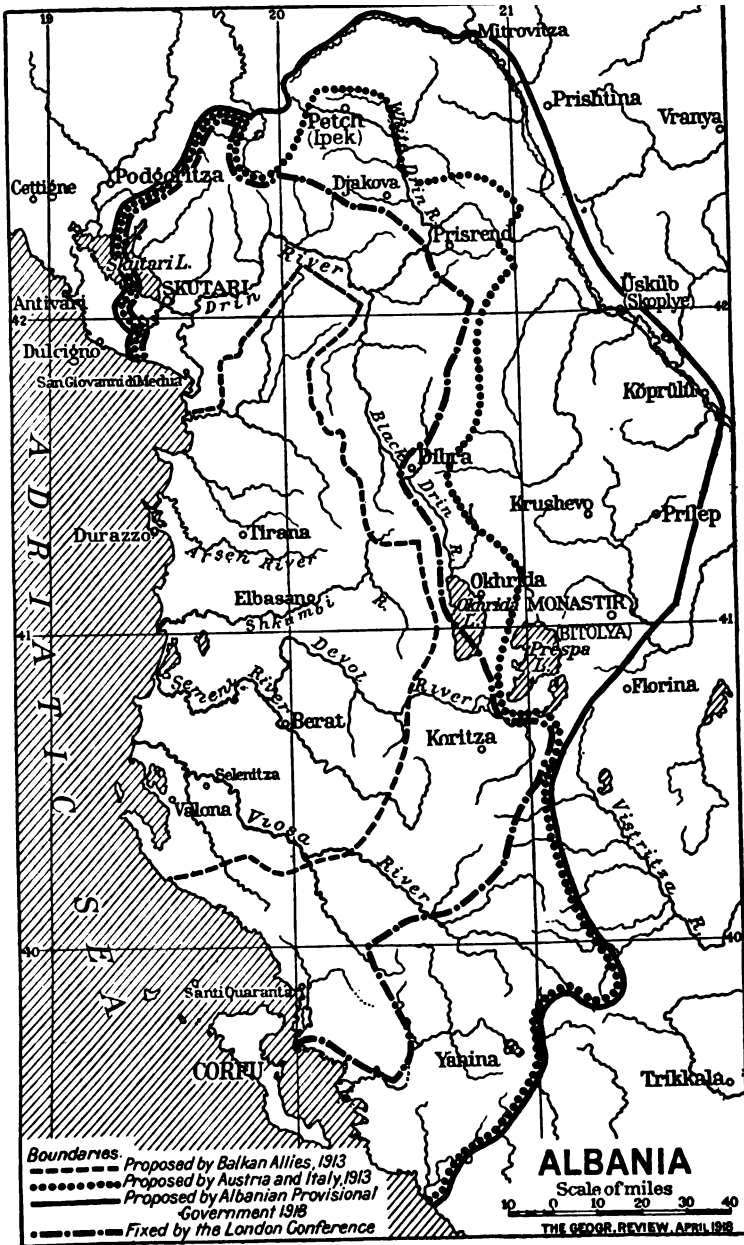 19
20
21
Mitrovitza
Prishtina
Petch
(Ipek)
Vranya
White Drin R.
Podgoritza
Cettigne
Djakova
Prisrend
Skutari L.
SKUTARI
River
Drin
Üsküb
(Skoplye)
Antivari
42
42
Dulcigno
San Giovanni di Medua
Köprülü
Black Drin R.
Dibra
Krushevo
Prilep
Durazzo
Tirana
Arsen River
Okhrida
Okhrida
L.
Elbasan
Shkumbi
R.
MONASTIR
(BITOLYA)
41
41
Prespa
L.
Devol River
Semeni River
Florina
Berat
Koritza
Selenitza
Valona
Viosa River
Vistritza R.
ADRIATIC SEA
40
40
Santi Quaranta
CORFU
Yanina
Trikkala
Boundaries.
Proposed by Balkan Allies, 1913
Proposed by Austria and Italy, 1913
Proposed by Albanian Provisional
Government 1918
Fixed by the London Conference
ALBANIA
Scale of miles
10 0 10 20 30 40
THE GEOGR. REVIEW, APRIL 1918